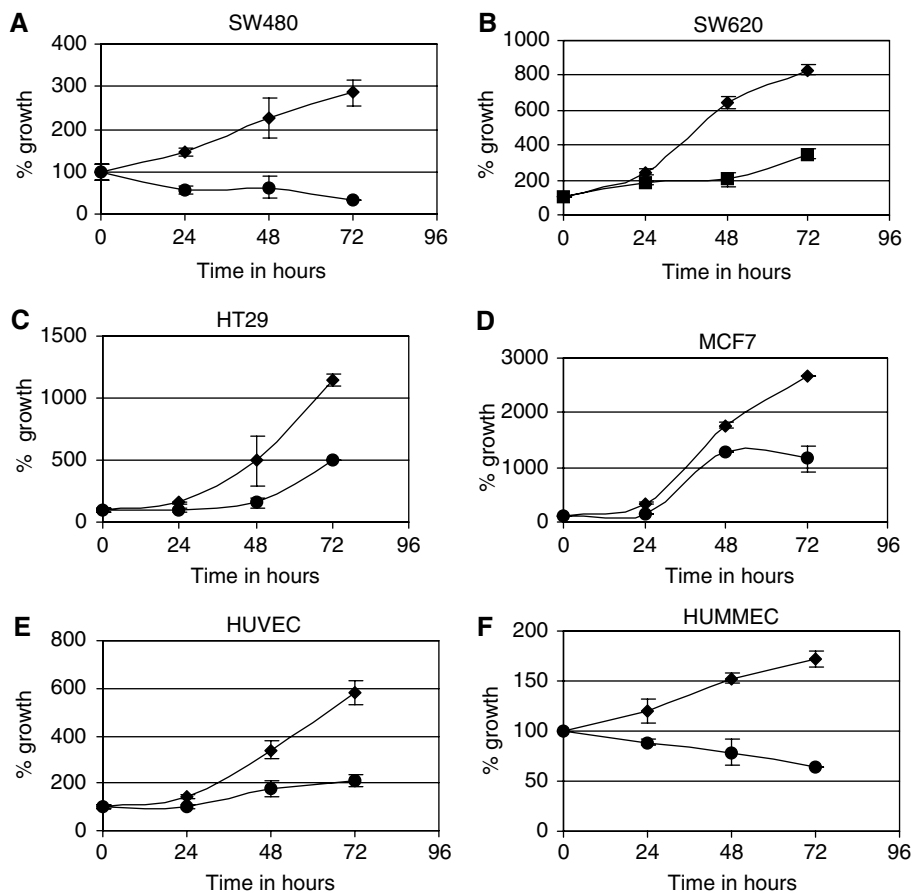 A
SW480
% growth
400
300
200
100
0
0 24 48 72 96
Time in hours
B
SW620
% growth
1000
800
600
400
200
0
0 24 48 72 96
Time in hours
C
HT29
% growth
1500
1000
500
0
0 24 48 72 96
Time in hours
D
MCF7
% growth
3000
2000
1000
0
0 24 48 72 96
Time in hours
E
HUVEC
% growth
800
600
400
200
0
0 24 48 72 96
Time in hours
F
HUMMEC
% growth
200
150
100
50
0
0 24 48 72 96
Time in hours